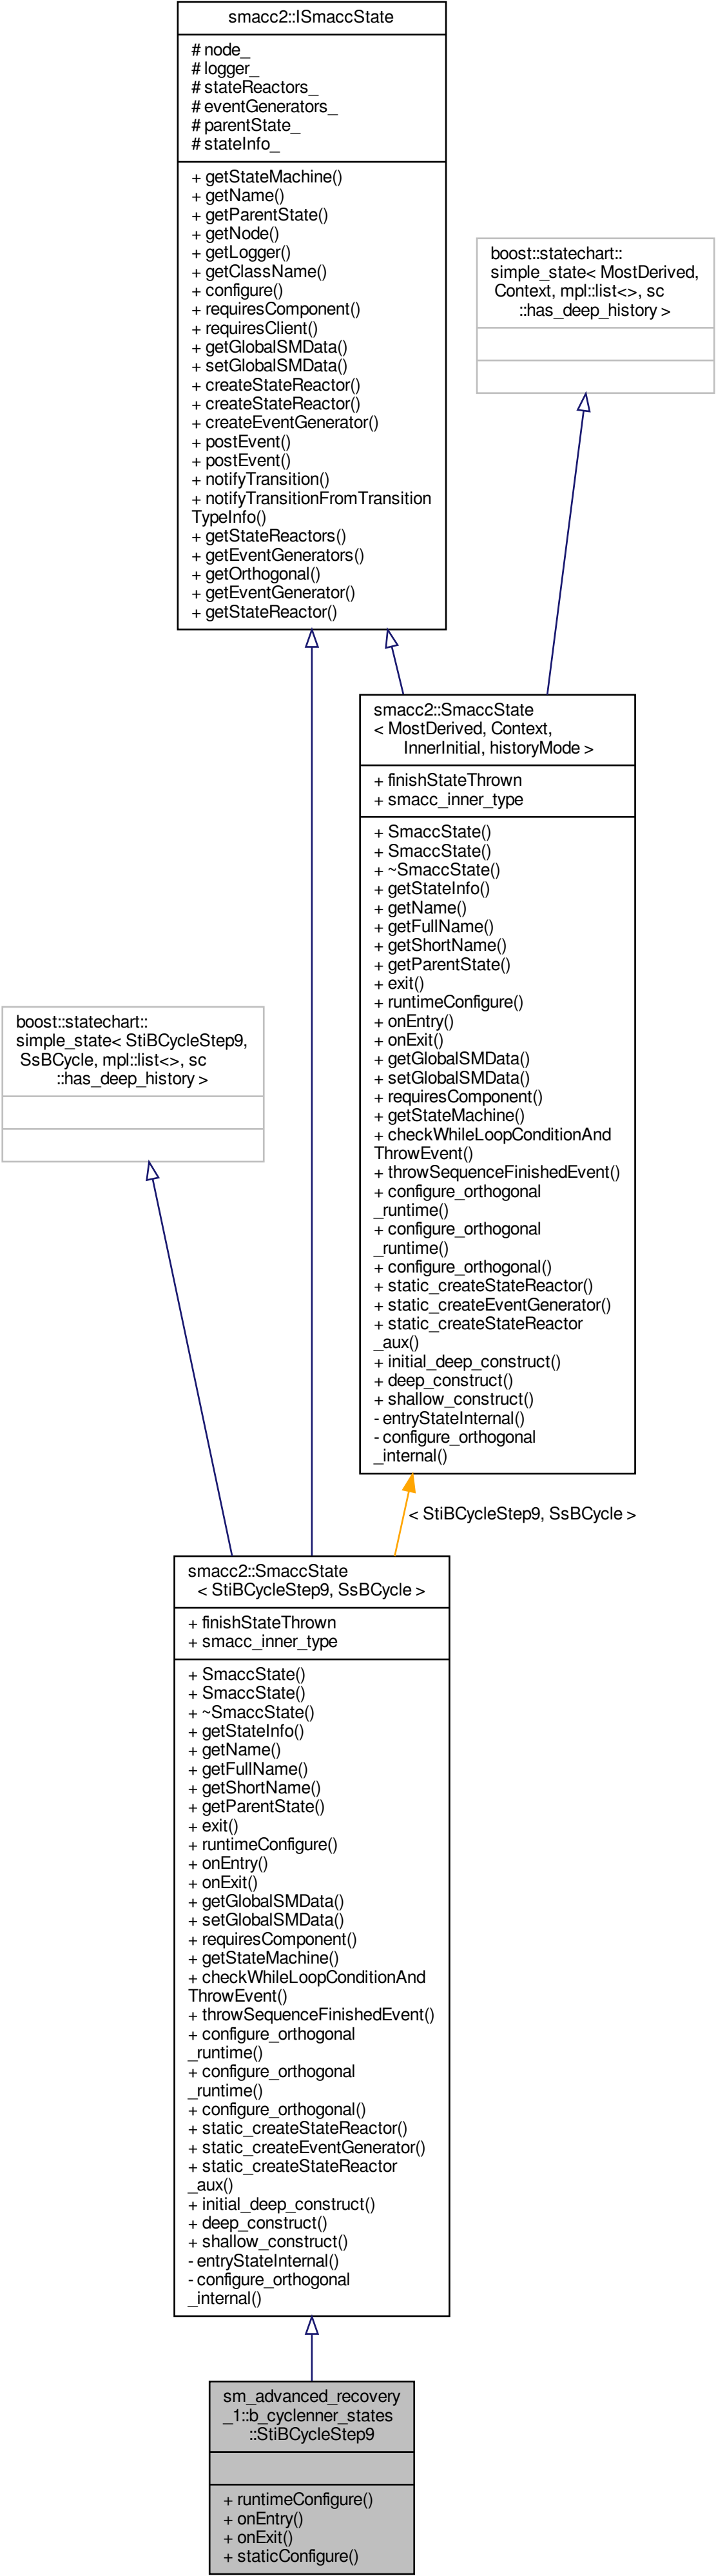 smacc2::ISmaccState
# node_
# logger_
# stateReactors_
# eventGenerators_
# parentState_
# stateInfo_
+ getStateMachine()
+ getName()
+ getParentState()
+ getNode()
+ getLogger()
+ getClassName()
+ configure()
+ requiresComponent()
+ requiresClient()
+ getGlobalSMData()
+ setGlobalSMData()
+ createStateReactor()
+ createStateReactor()
+ createEventGenerator()
+ postEvent()
+ postEvent()
+ notifyTransition()
+ notifyTransitionFromTransition
TypeInfo()
+ getStateReactors()
+ getEventGenerators()
+ getOrthogonal()
+ getEventGenerator()
+ getStateReactor()
boost::statechart::
simple_state< MostDerived,
Context, mpl::list<>, sc
::has_deep_history >
smacc2::SmaccState
< MostDerived, Context,
InnerInitial, historyMode >
+ finishStateThrown
+ smacc_inner_type
+ SmaccState()
+ SmaccState()
+ ~SmaccState()
+ getStateInfo()
+ getName()
+ getFullName()
+ getShortName()
+ getParentState()
+ exit()
+ runtimeConfigure()
+ onEntry()
+ onExit()
+ getGlobalSMData()
+ setGlobalSMData()
+ requiresComponent()
+ getStateMachine()
+ checkWhileLoopConditionAnd
ThrowEvent()
+ throwSequenceFinishedEvent()
+ configure_orthogonal
_runtime()
+ configure_orthogonal
_runtime()
+ configure_orthogonal()
+ static_createStateReactor()
+ static_createEventGenerator()
+ static_createStateReactor
_aux()
+ initial_deep_construct()
+ deep_construct()
+ shallow_construct()
- entryStateInternal()
- configure_orthogonal
_internal()
boost::statechart::
simple_state< StiBCycleStep9,
SsBCycle, mpl::list<>, sc
::has_deep_history >
< StiBCycleStep9, SsBCycle >
smacc2::SmaccState
< StiBCycleStep9, SsBCycle >
+ finishStateThrown
+ smacc_inner_type
+ SmaccState()
+ SmaccState()
+ ~SmaccState()
+ getStateInfo()
+ getName()
+ getFullName()
+ getShortName()
+ getParentState()
+ exit()
+ runtimeConfigure()
+ onEntry()
+ onExit()
+ getGlobalSMData()
+ setGlobalSMData()
+ requiresComponent()
+ getStateMachine()
+ checkWhileLoopConditionAnd
ThrowEvent()
+ throwSequenceFinishedEvent()
+ configure_orthogonal
_runtime()
+ configure_orthogonal
_runtime()
+ configure_orthogonal()
+ static_createStateReactor()
+ static_createEventGenerator()
+ static_createStateReactor
_aux()
+ initial_deep_construct()
+ deep_construct()
+ shallow_construct()
- entryStateInternal()
- configure_orthogonal
_internal()
sm_advanced_recovery
_1::b_cyclenner_states
::StiBCycleStep9
+ runtimeConfigure()
+ onEntry()
+ onExit()
+ staticConfigure()